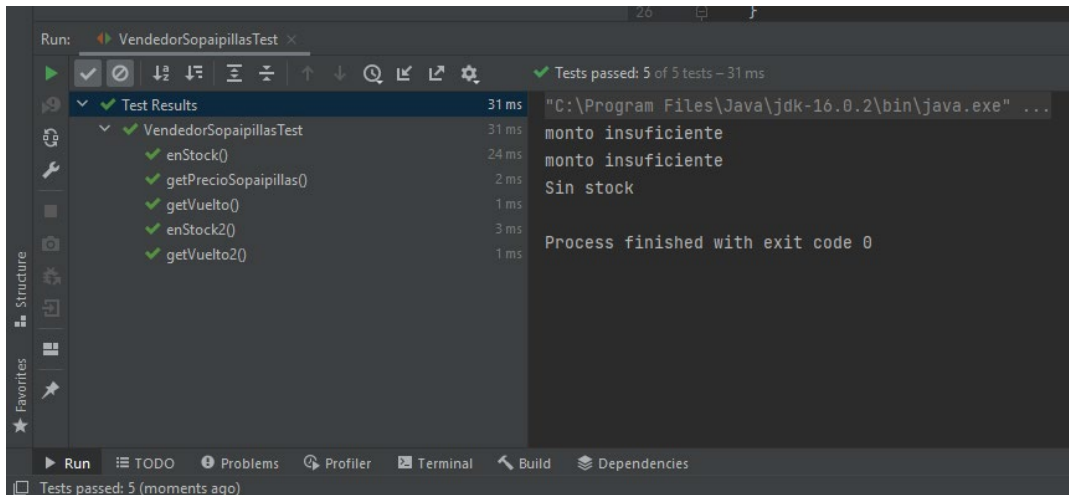 26 }
Run: VendedorSopaipillasTest ×
Tests passed: 5 of 5 tests – 31 ms
Test Results 31 ms
VendedorSopaipillasTest 31 ms
enStock() 24 ms
getPrecioSopaipillas() 2 ms
getVuelto() 1 ms
enStock2() 3 ms
getVuelto2() 1 ms
"C:\Program Files\Java\jdk-16.0.2\bin\java.exe" ...
monto insuficiente
monto insuficiente
Sin stock
Process finished with exit code 0
Structure
Favorites
Run TODO Problems Profiler Terminal Build Dependencies
Tests passed: 5 (moments ago)